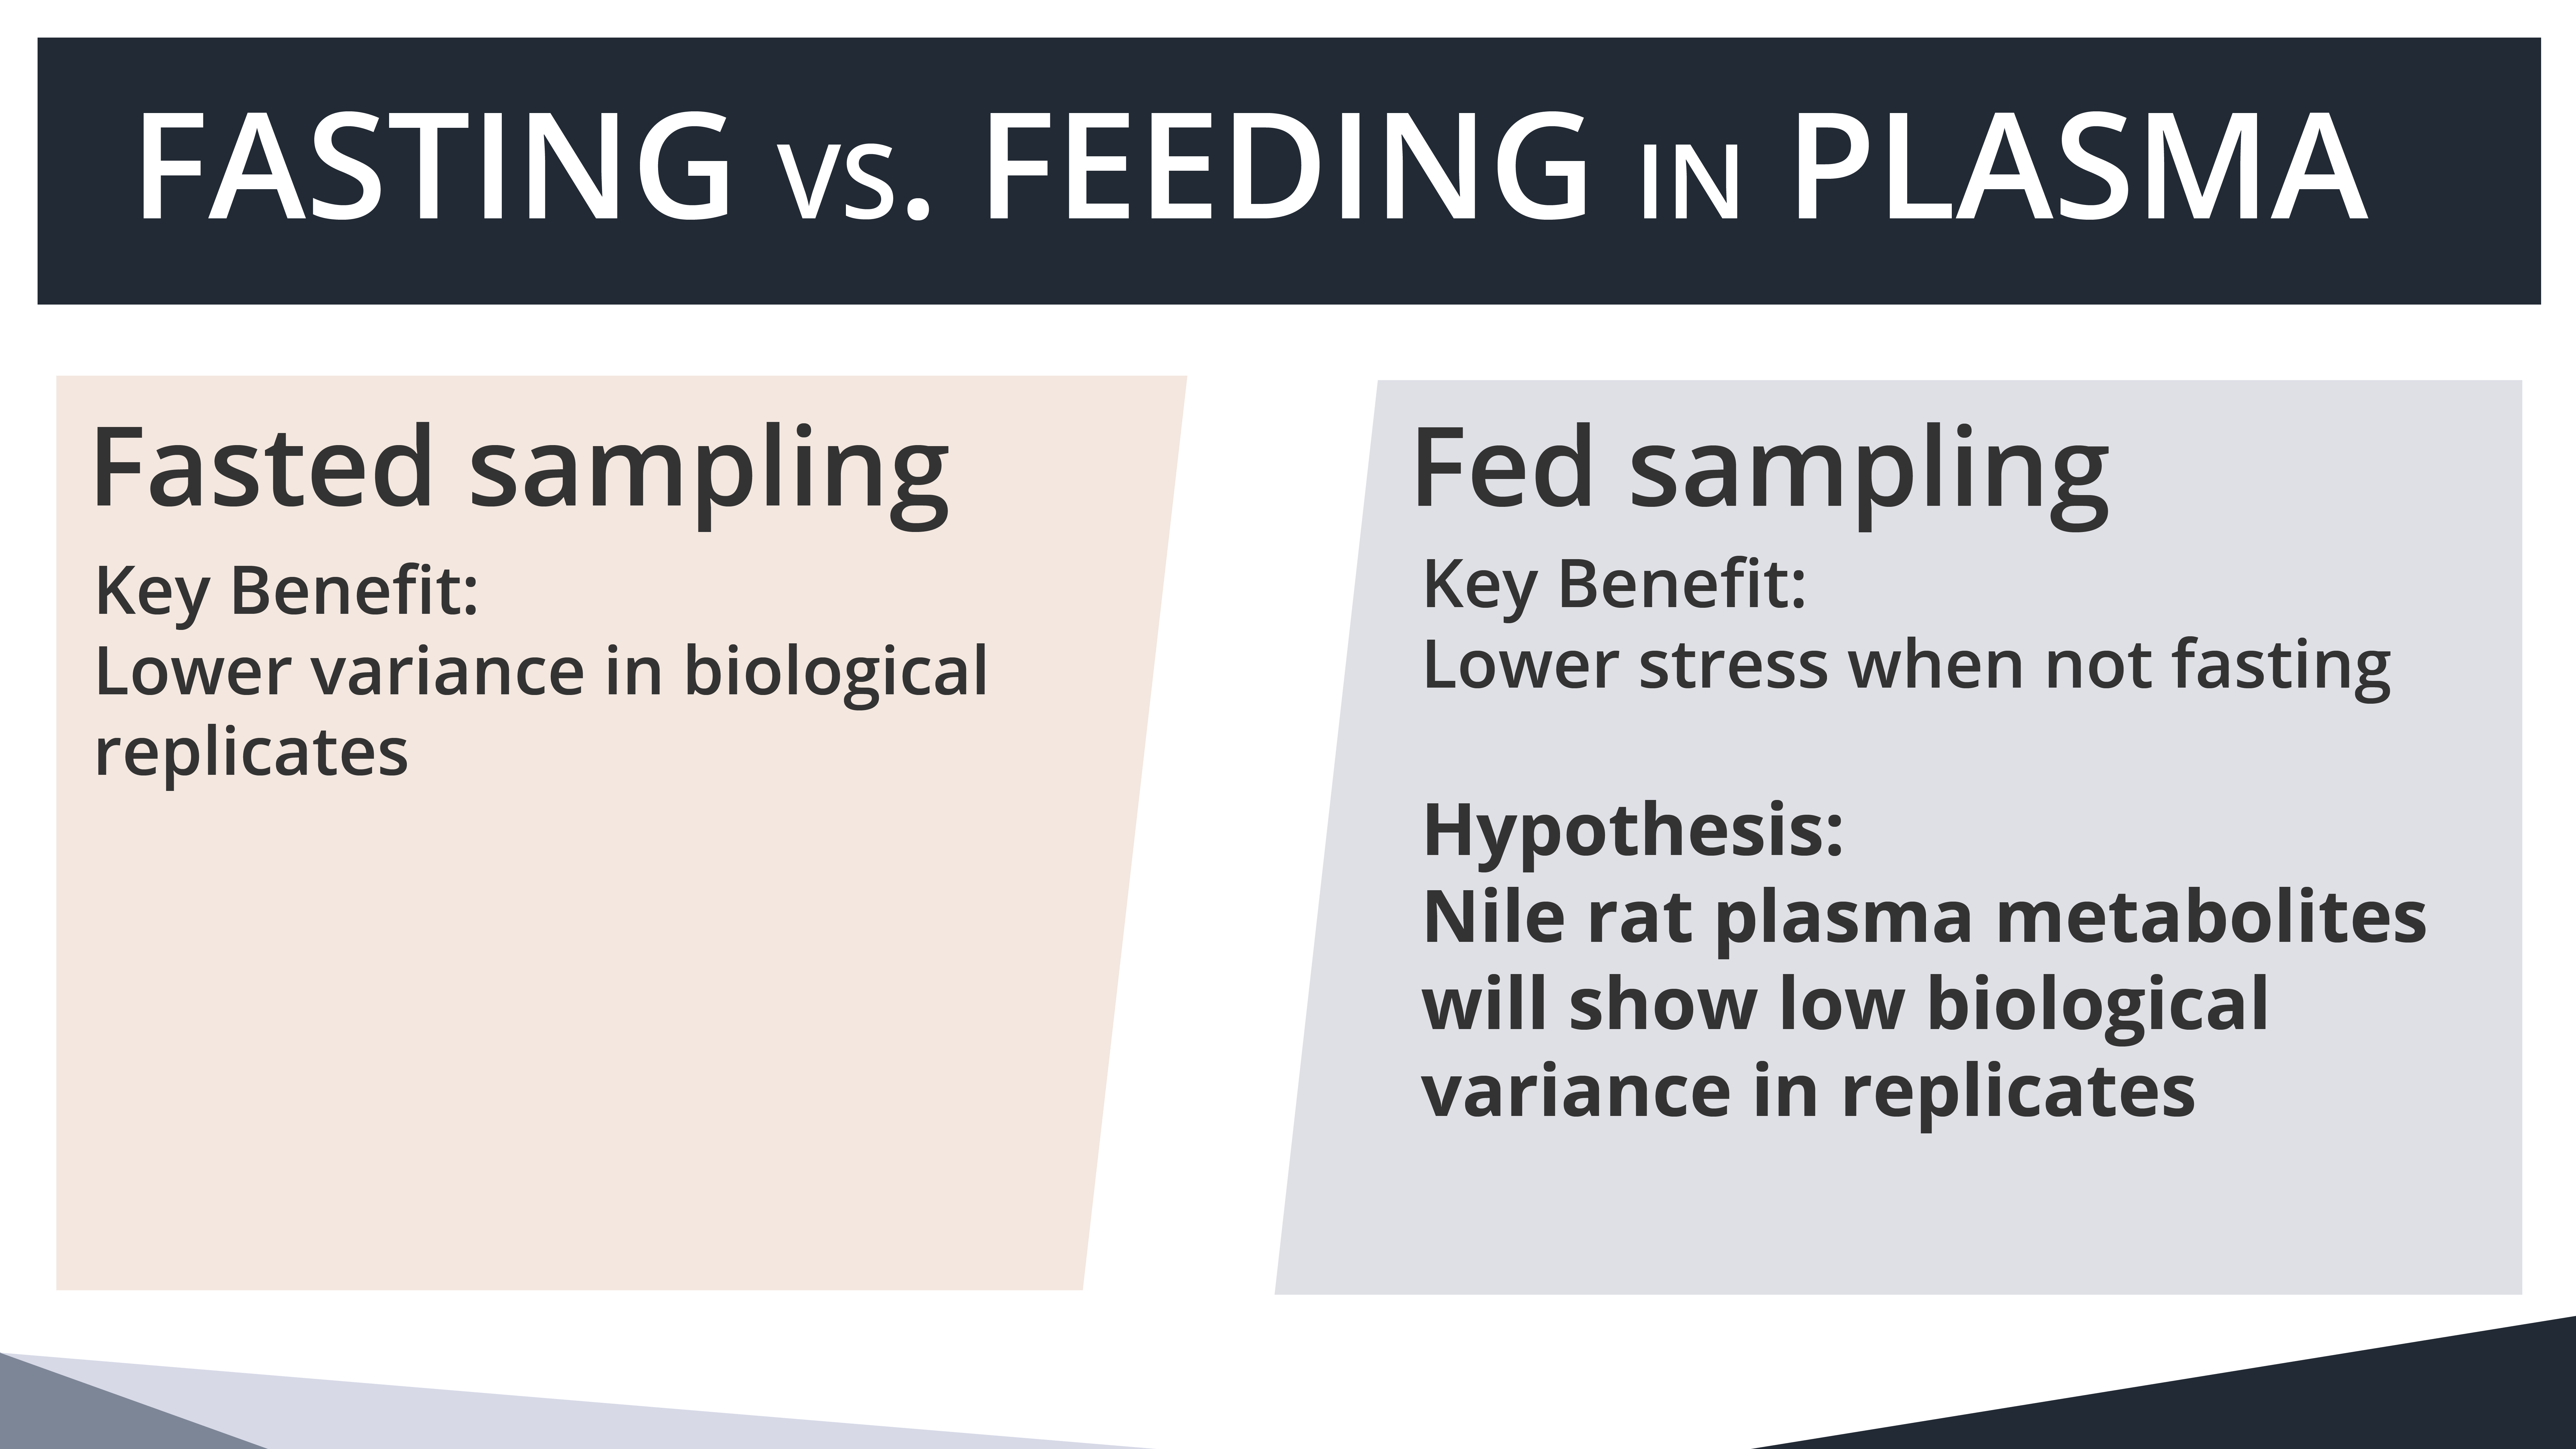 FASTING VS. FEEDING IN PLASMA
Fasted sampling
Key Benefit:
Lower variance in biological
replicates
Fed sampling
Key Benefit:
Lower stress when not fasting
Hypothesis:
Nile rat plasma metabolites
will show low biological
variance in replicates